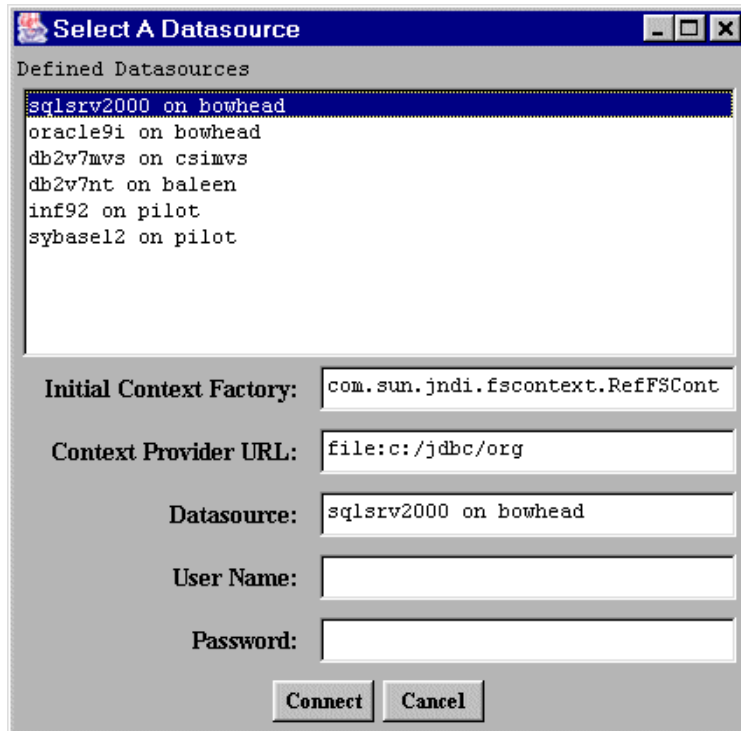 Select A Datasource
Defined Datasources
sqlsrv2000 on bowhead
oracle9i on bowhead
db2v7mvs on csimvs
db2v7nt on baleen
inf92 on pilot
sybase12 on pilot
Initial Context Factory: com.sun.jndi.fscontext.RefFSCont
Context Provider URL: file:c:/jdbc/org
Datasource: sqlsrv2000 on bowhead
User Name:
Password:
Connect Cancel